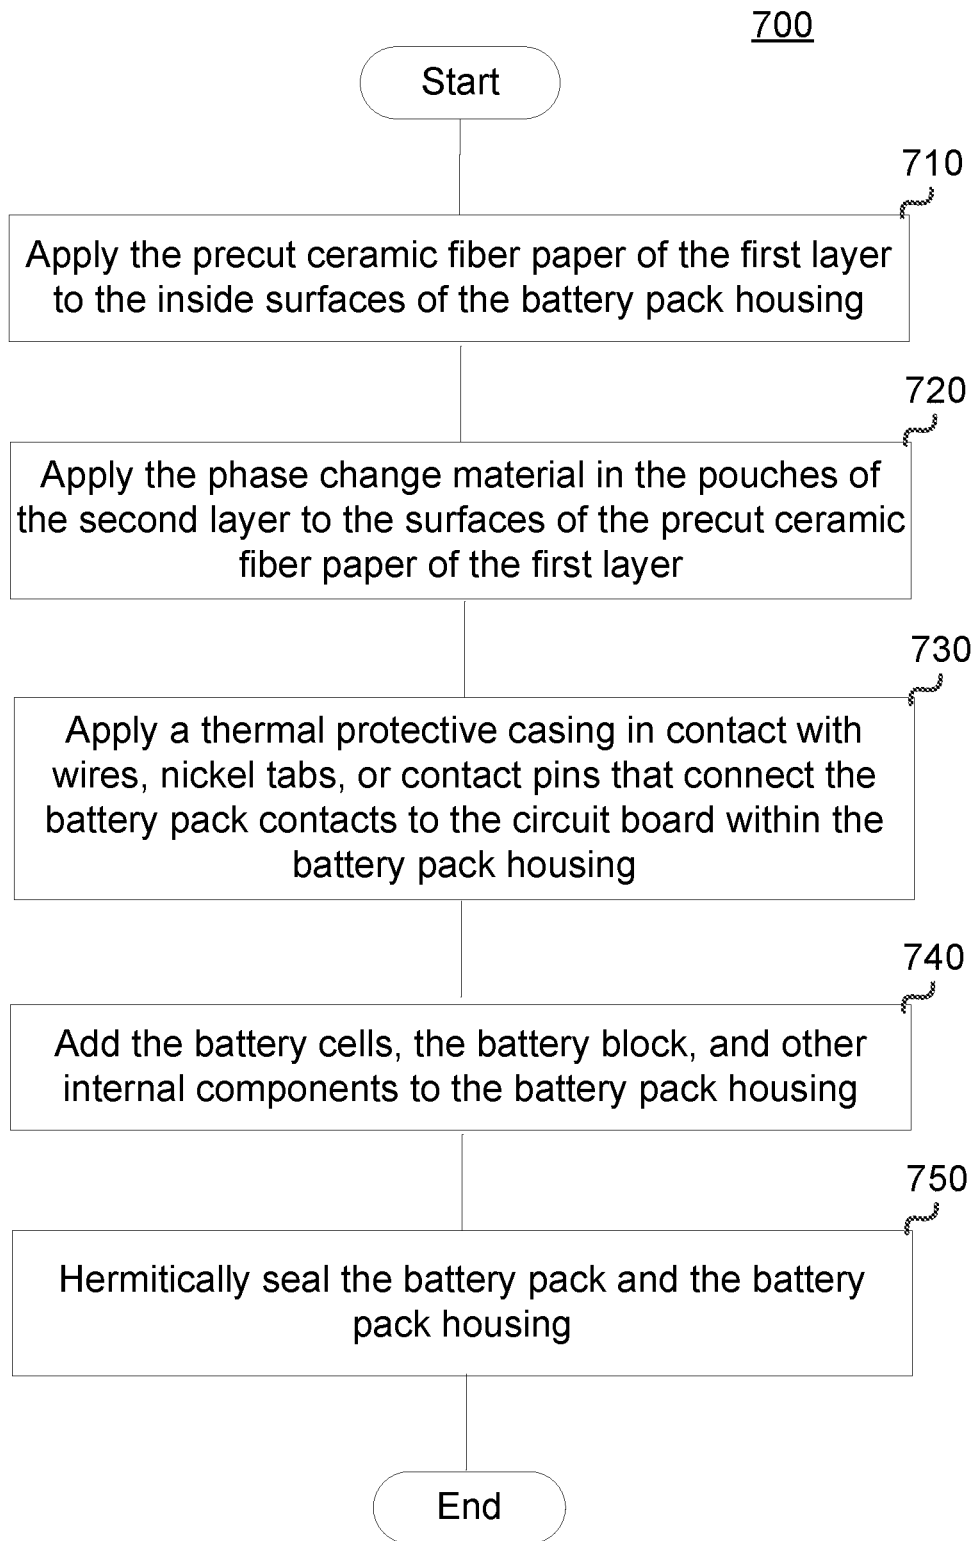 700
Start
710
Apply the precut ceramic fiber paper of the first layer
to the inside surfaces of the battery pack housing
720
Apply the phase change material in the pouches of
the second layer to the surfaces of the precut ceramic
fiber paper of the first layer
730
Apply a thermal protective casing in contact with
wires, nickel tabs, or contact pins that connect the
battery pack contacts to the circuit board within the
battery pack housing
740
Add the battery cells, the battery block, and other
internal components to the battery pack housing
750
Hermitically seal the battery pack and the battery
pack housing
End